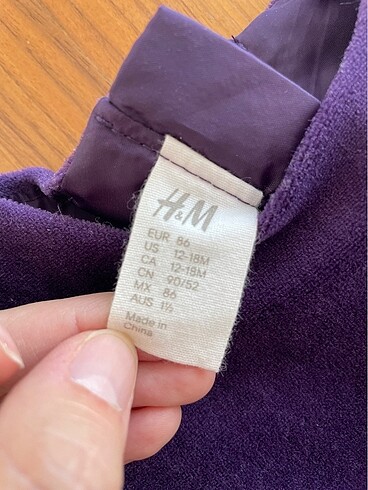 H&M
EUR 86
US 12-18M
CA 12-18M
CN 90/52
MX 86
AUS 1½
Made in
China